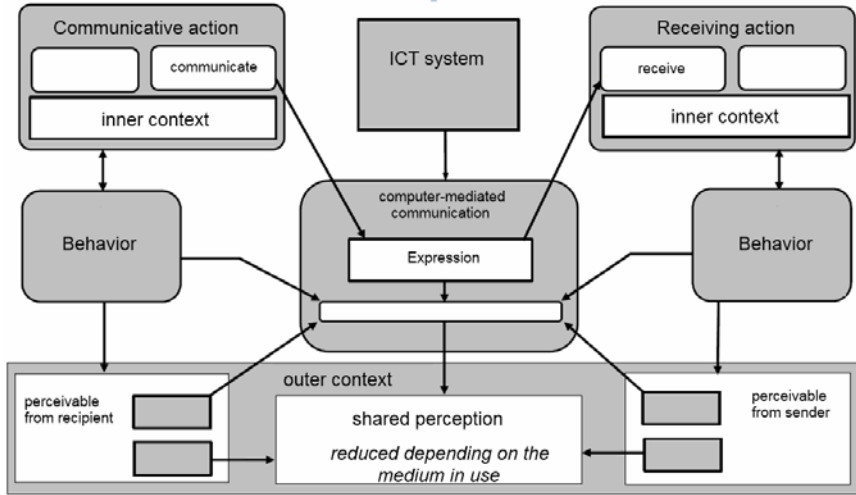 Communicative action
communicate
inner context
ICT system
Receiving action
receive
inner context
computer-mediated
communication
Expression
Behavior
Behavior
outer context
perceivable
from recipient
shared perception
reduced depending on the
medium in use
perceivable
from sender